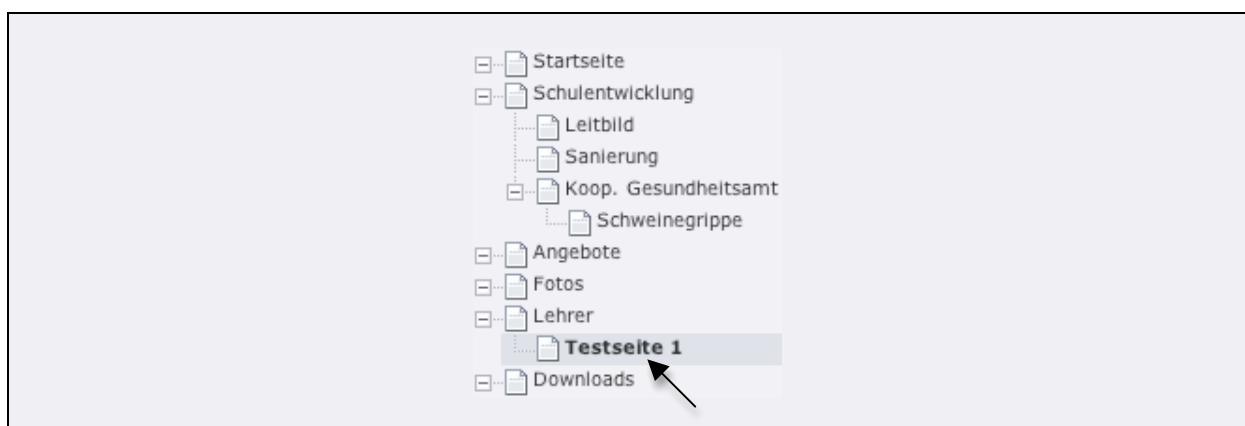 Startseite
Schulentwicklung
Leitbild
Sanierung
Koop. Gesundheitsamt
Schweinegrippe
Angebote
Fotos
Lehrer
Testseite 1
Downloads